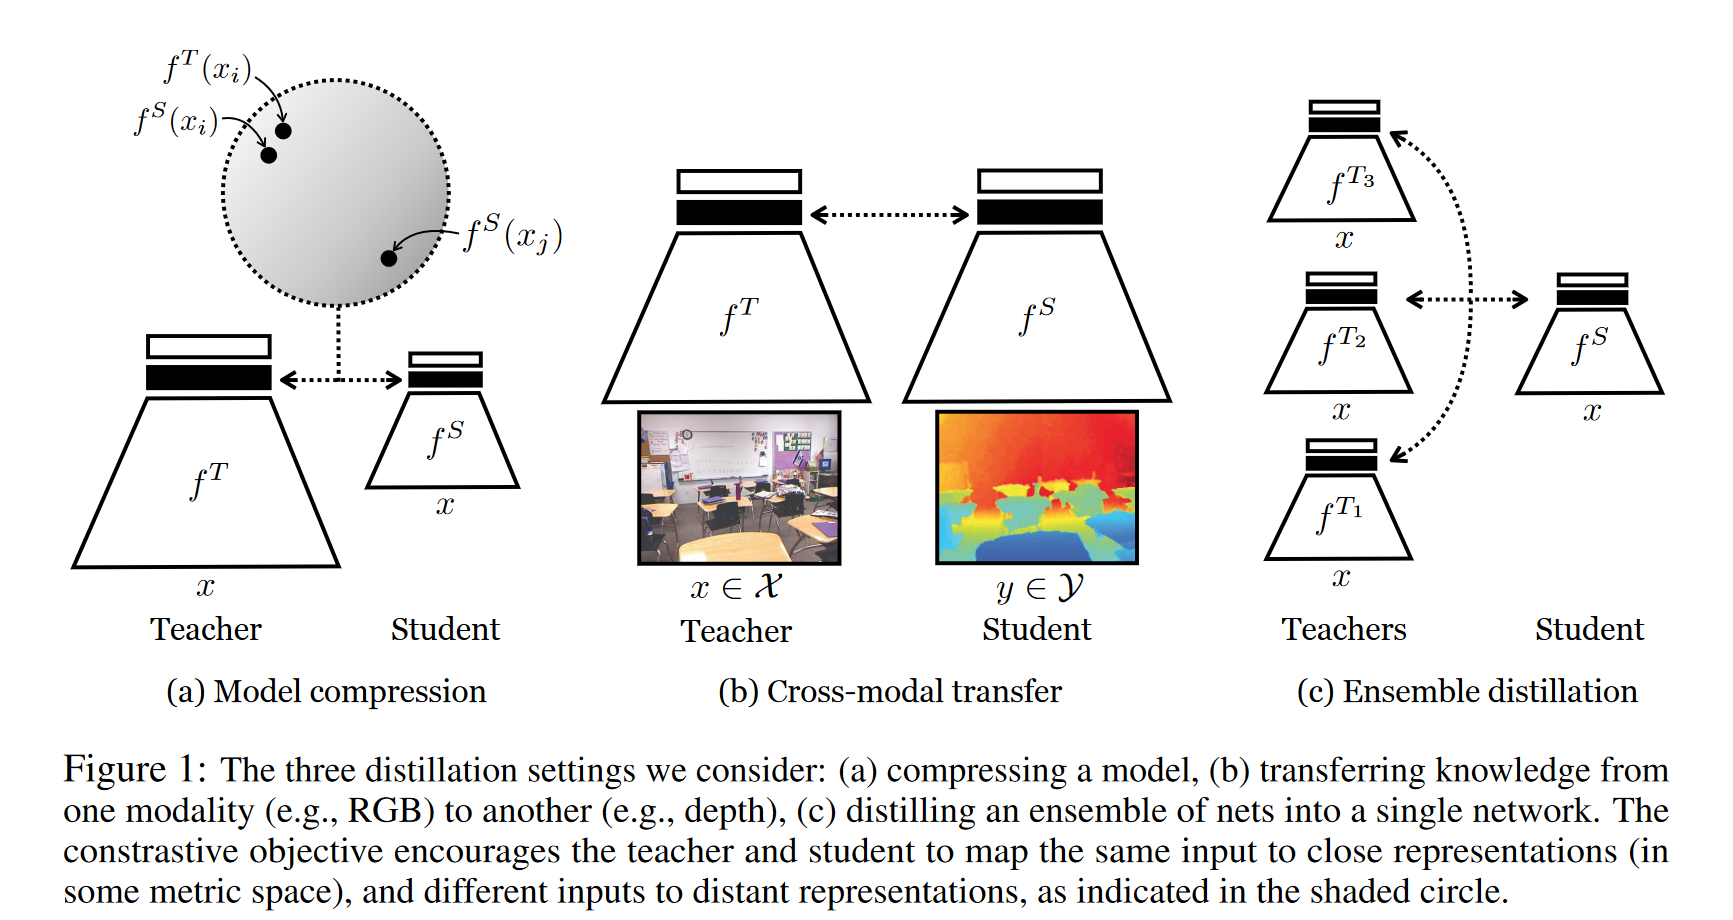 f^T(x_i)
f^S(x_i)
f^S(x_j)
f^T
f^S
x
x
Teacher
Student
(a) Model compression
f^T
f^S
x ∈ 𝒳
y ∈ 𝒴
Teacher
Student
(b) Cross-modal transfer
f^{T_3}
x
f^{T_2}
x
f^S
x
f^{T_1}
x
Teachers
Student
(c) Ensemble distillation
Figure 1: The three distillation settings we consider: (a) compressing a model, (b) transferring knowledge from
one modality (e.g., RGB) to another (e.g., depth), (c) distilling an ensemble of nets into a single network. The
constrastive objective encourages the teacher and student to map the same input to close representations (in
some metric space), and different inputs to distant representations, as indicated in the shaded circle.